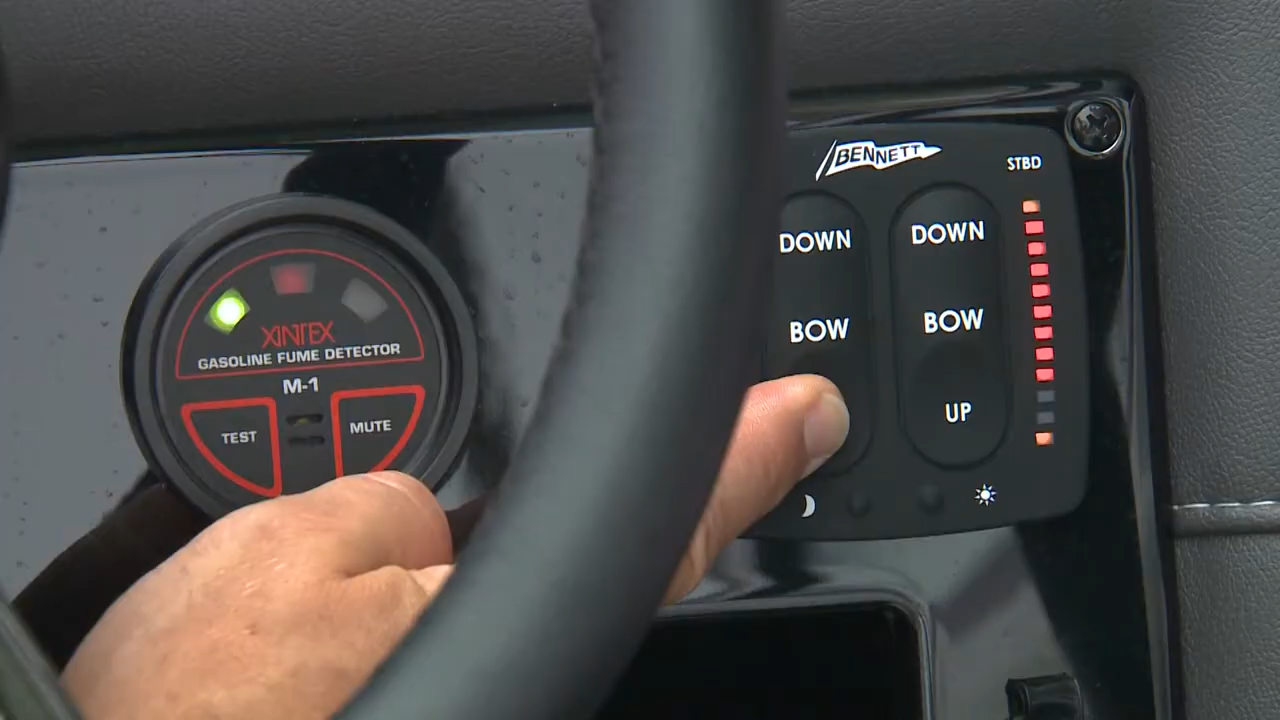 XINTEX
GASOLINE FUME DETECTOR
M-1
TEST
MUTE
BENNETT
STBD
DOWN
DOWN
BOW
BOW
UP